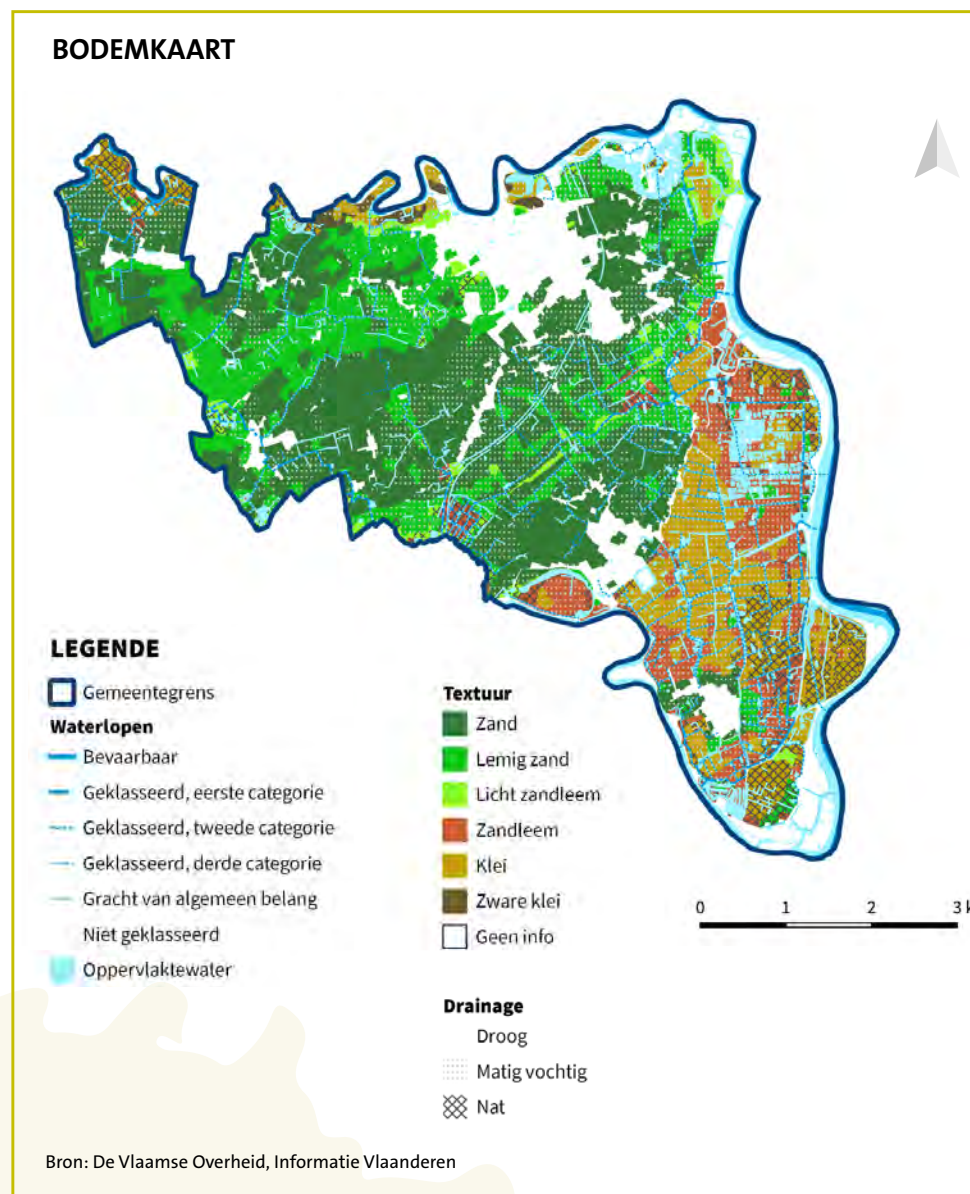 BODEMKAART
LEGENDE
Gemeentegrens
Waterlopen
Bevaarbaar
Geklasseerd, eerste categorie
Geklasseerd, tweede categorie
Geklasseerd, derde categorie
Gracht van algemeen belang
Niet geklasseerd
Oppervlaktewater
Textuur
Zand
Lemig zand
Licht zandleem
Zandleem
Klei
Zware klei
Geen info
0 1 2 3 k
Drainage
Droog
Matig vochtig
Nat
Bron: De Vlaamse Overheid, Informatie Vlaanderen